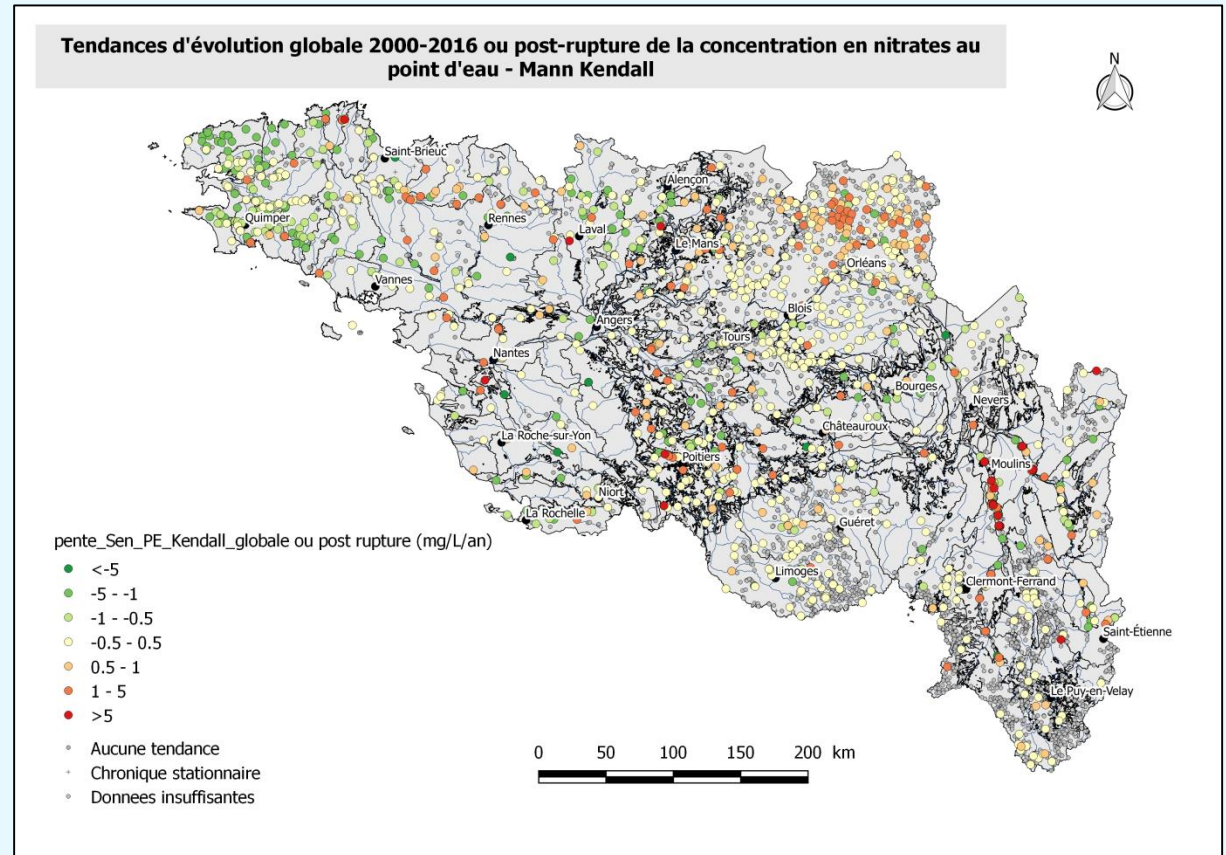 Tendances d'évolution globale 2000-2016 ou post-rupture de la concentration en nitrates au
point d'eau - Mann Kendall
N
Saint-Brieuc
Alençon
Quimper
Rennes
Laval
Le Mans
Orléans
Vannes
Blois
Angers
Tours
Nantes
Bourges
Nevers
La Roche-sur-Yon
Châteauroux
Poitiers
Moulins
Niort
La Rochelle
Guéret
Limoges
Clermont-Ferrand
Saint-Étienne
Le Puy-en-Velay
pente_Sen_PE_Kendall_globale ou post rupture (mg/L/an)
<-5
-5 - -1
-1 - -0.5
-0.5 - 0.5
0.5 - 1
1 - 5
>5
Aucune tendance
Chronique stationnaire
Donnees insuffisantes
0 50 100 150 200 km